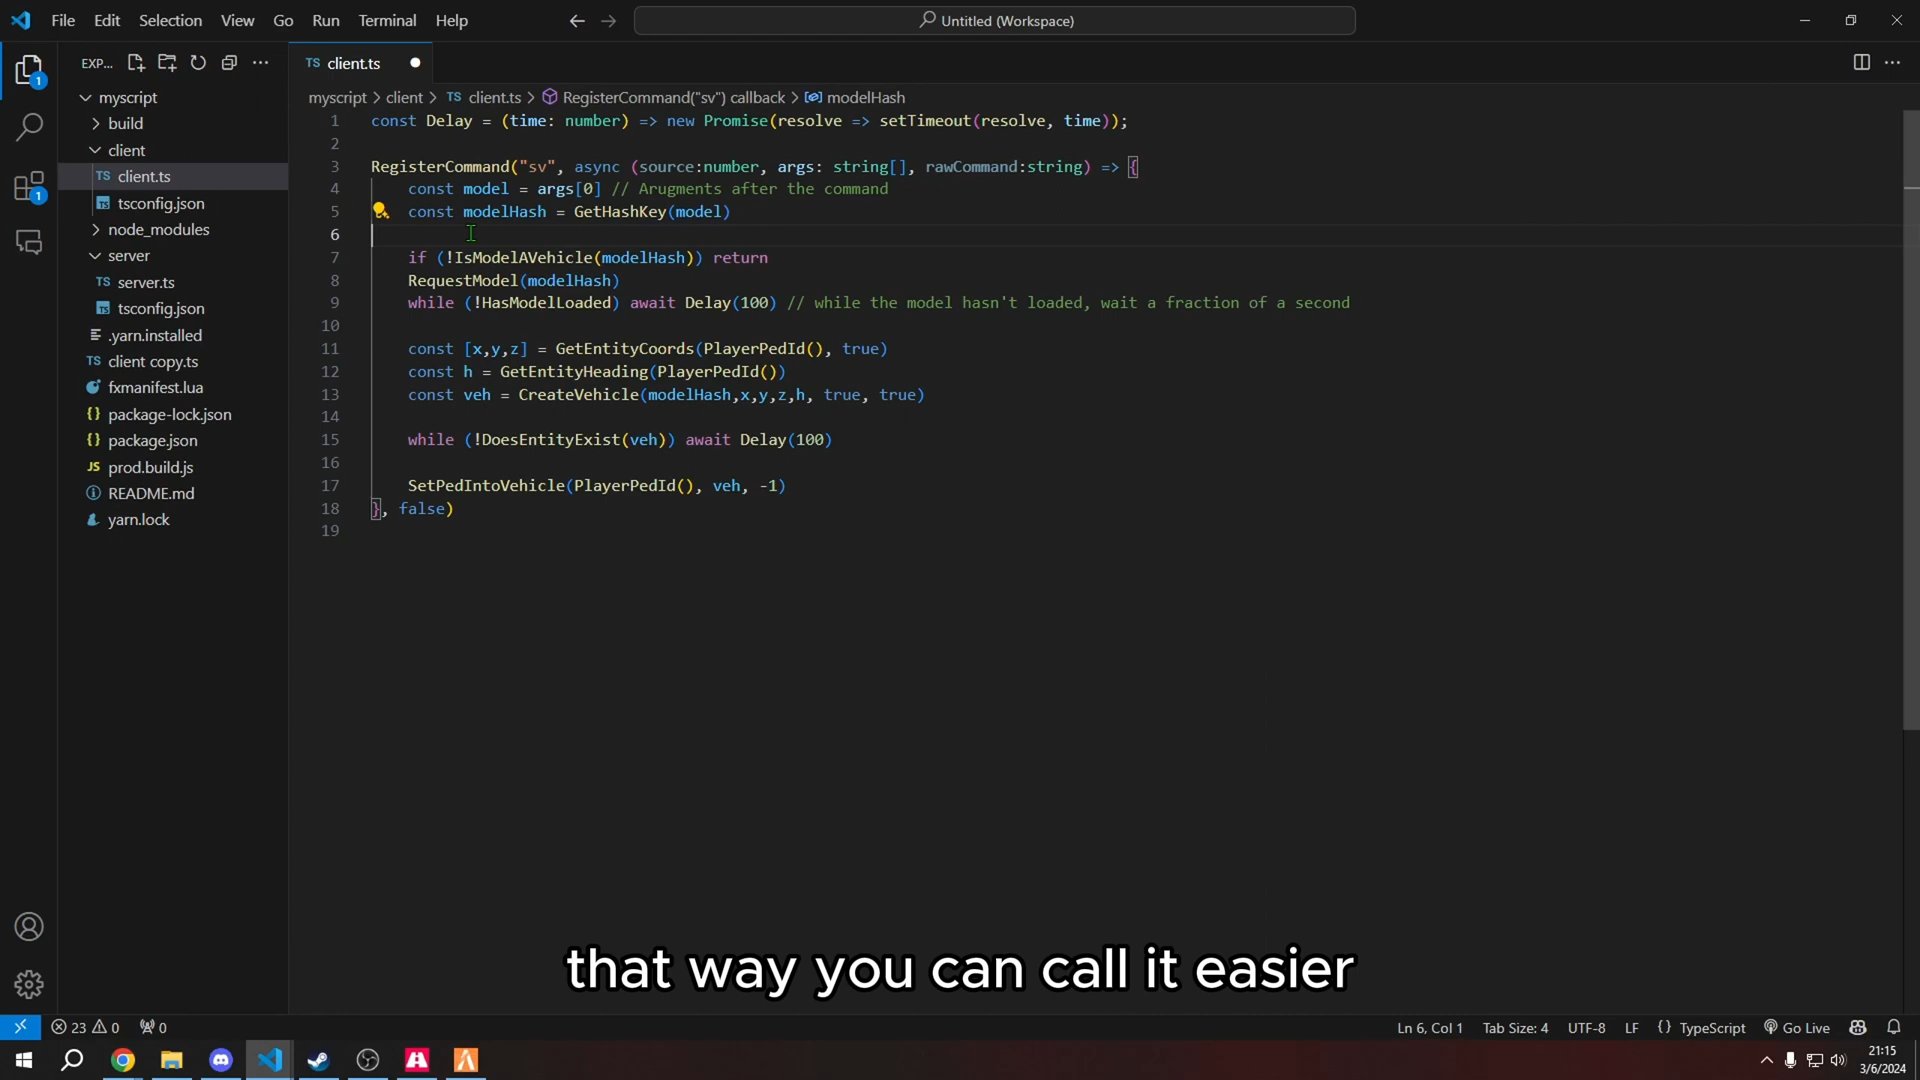 File Edit Selection View Go Run Terminal Help
Untitled (Workspace)
EXP...
TS client.ts
myscript > client > TS client.ts > RegisterCommand("sv") callback > modelHash
myscript
build
client
TS client.ts
tsconfig.json
node_modules
server
TS server.ts
tsconfig.json
.yarn.installed
TS client copy.ts
fxmanifest.lua
{} package-lock.json
{} package.json
JS prod.build.js
README.md
yarn.lock
1 const Delay = (time: number) => new Promise(resolve => setTimeout(resolve, time));
2
3 RegisterCommand("sv", async (source:number, args: string[], rawCommand:string) => {
4 const model = args[0] // Arugments after the command
5 const modelHash = GetHashKey(model)
6
7 if (!IsModelAVehicle(modelHash)) return
8 RequestModel(modelHash)
9 while (!HasModelLoaded) await Delay(100) // while the model hasn't loaded, wait a fraction of a second
10
11 const [x,y,z] = GetEntityCoords(PlayerPedId(), true)
12 const h = GetEntityHeading(PlayerPedId())
13 const veh = CreateVehicle(modelHash,x,y,z,h, true, true)
14
15 while (!DoesEntityExist(veh)) await Delay(100)
16
17 SetPedIntoVehicle(PlayerPedId(), veh, -1)
18 }, false)
19
1
1
that way you can call it easier
23 0 0
Ln 6, Col 1 Tab Size: 4 UTF-8 LF {} TypeScript Go Live
21:15
3/6/2024